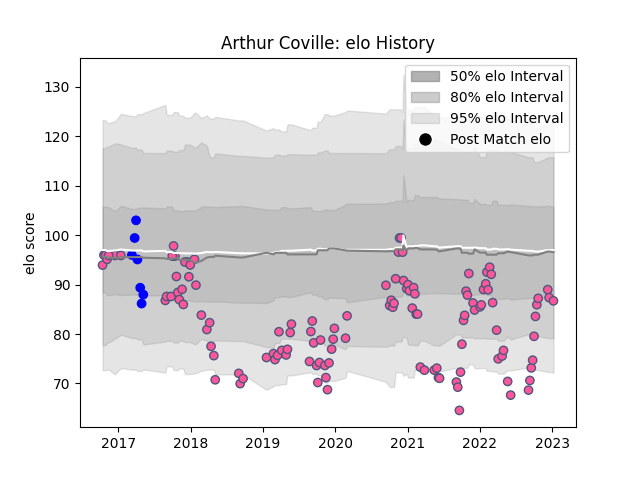 Arthur Coville: elo History
50% elo Interval
80% elo Interval
95% elo Interval
Post Match elo
elo score
130
120
110
100
90
80
70
2017 2018 2019 2020 2021 2022 2023